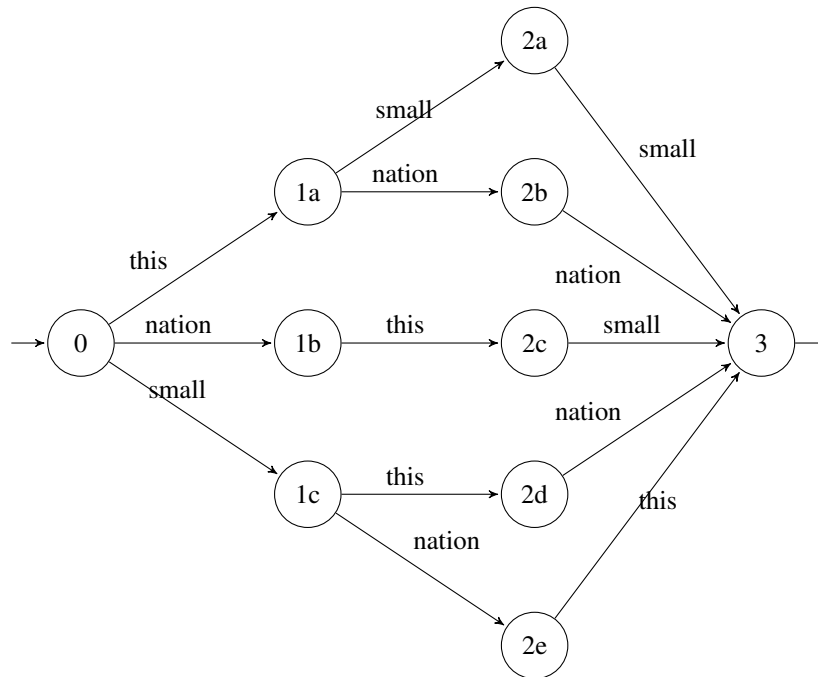 2a
small
small
1a
nation
2b
this
nation
0
nation
1b
this
2c
small
3
small
nation
1c
this
2d
this
nation
2e